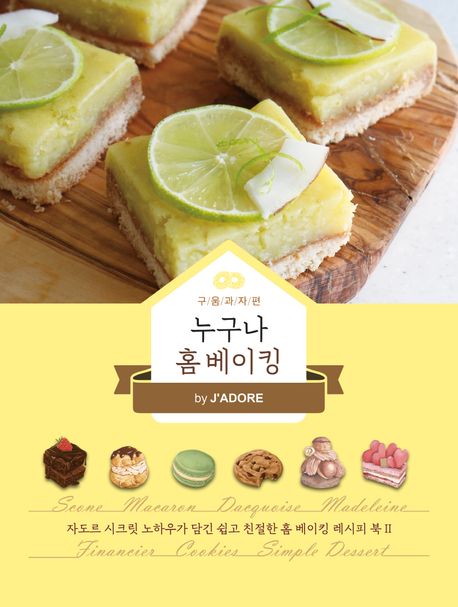 구/움/과/자/편
누구나
홈 베이킹
by J'ADORE
Scone Macaron Dacquoise Madeleine
자도르 시크릿 노하우가 담긴 쉽고 친절한 홈 베이킹 레시피 북 II
Financier Cookies Simple Dessert